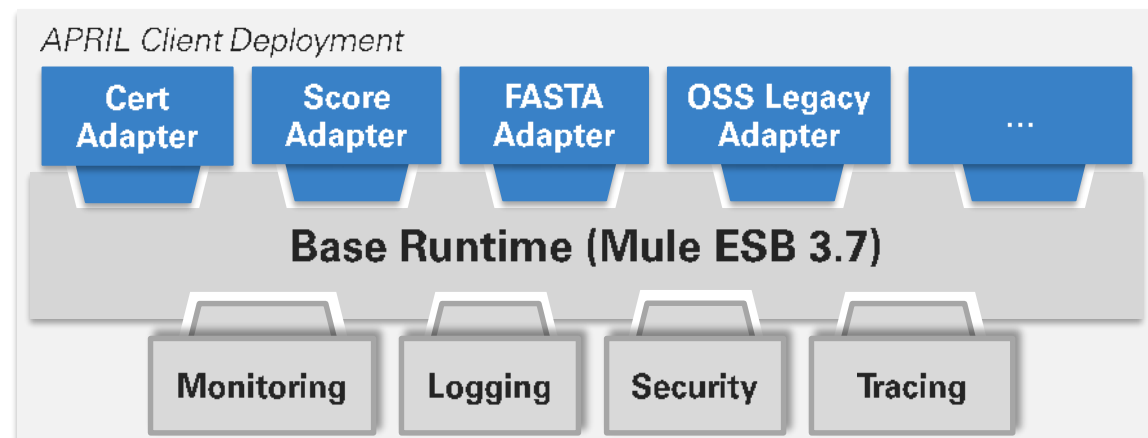 APRIL Client Deployment
Cert
Adapter
Score
Adapter
FASTA
Adapter
OSS Legacy
Adapter
...
Base Runtime (Mule ESB 3.7)
Monitoring
Logging
Security
Tracing